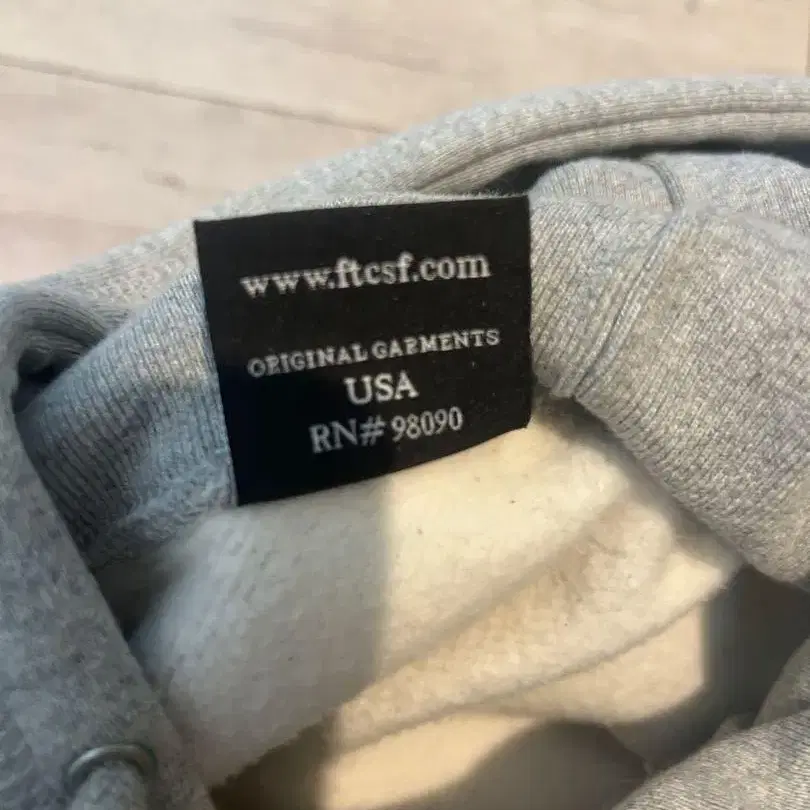 www.ftcsf.com
ORIGINAL GARMENTS
USA
RN# 98090